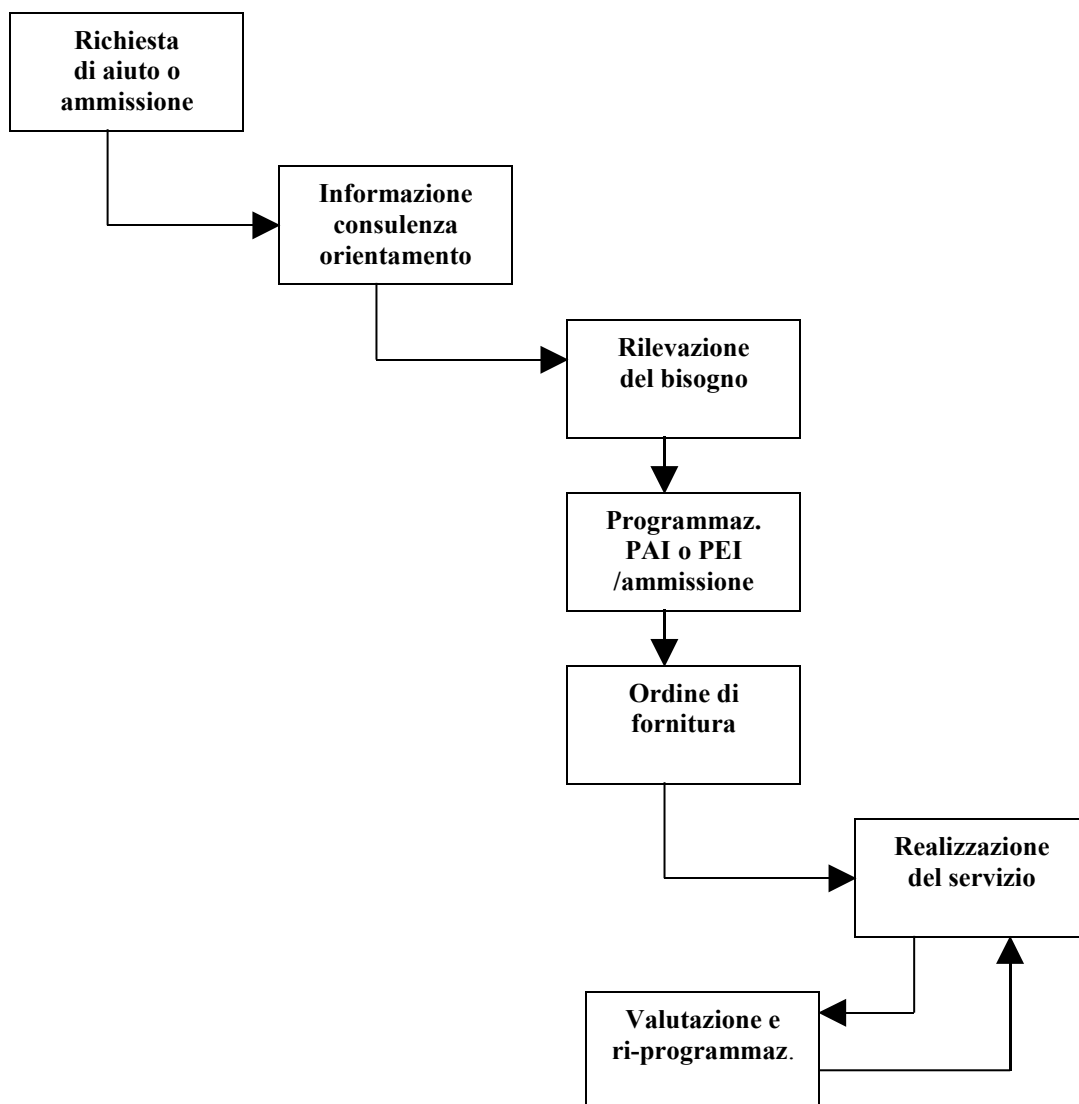 Richiesta
di aiuto o
ammissione
Informazione
consulenza
orientamento
Rilevazione
del bisogno
Programmaz.
PAI o PEI
/ammissione
Ordine di
fornitura
Realizzazione
del servizio
Valutazione e
ri-programmaz.